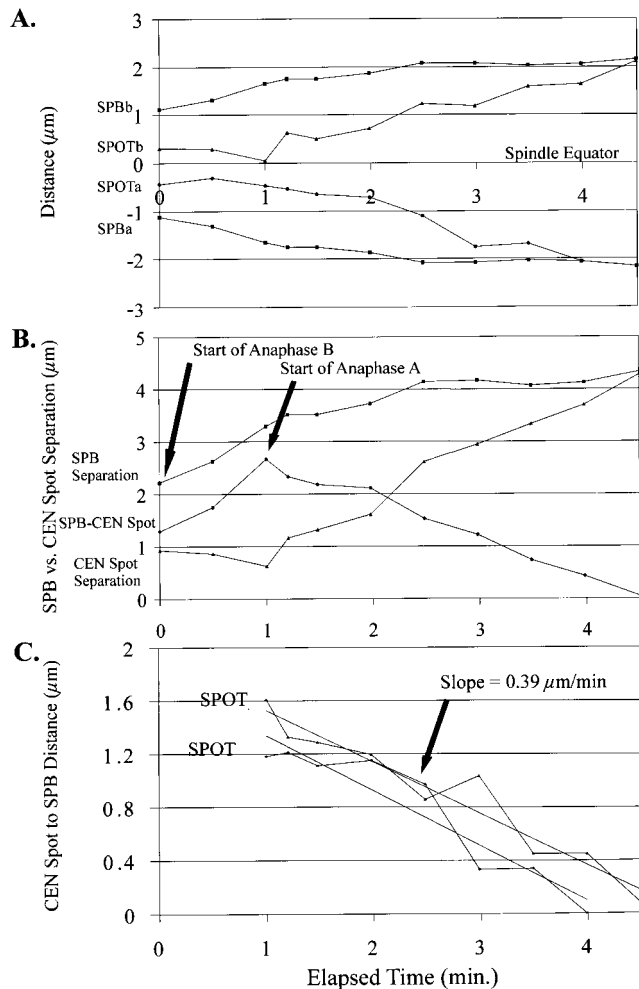 A.
Distance (μm)
3
2
SPBb
1
SPOTb
0
Spindle Equator
SPOTa
0 1 2 3 4
-1
SPBa
-2
-3
B.
SPB vs. CEN Spot Separation (μm)
5
Start of Anaphase B
Start of Anaphase A
4
3
SPB
Separation
2
SPB-CEN Spot
1
CEN Spot
Separation
0
0 1 2 3 4
C.
CEN Spot to SPB Distance (μm)
2
Slope = 0.39 μm/min
SPOT
1.6
SPOT
1.2
0.8
0.4
0
0 1 2 3 4
Elapsed Time (min.)